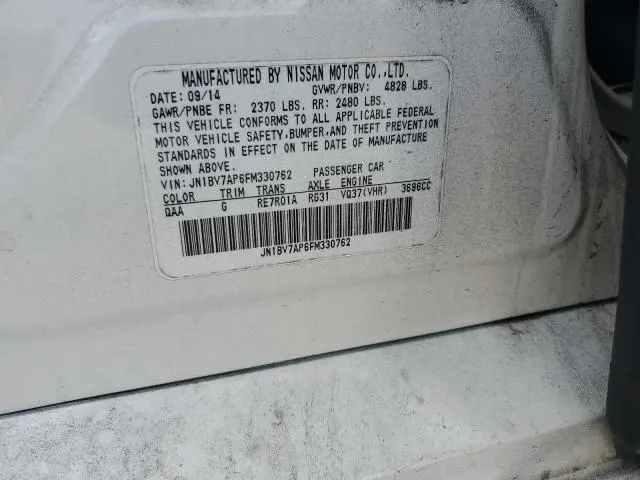 MANUFACTURED BY NISSAN MOTOR CO.,LTD.
DATE: 09/14 GVWR/PNBV: 4828 LBS.
GAWR/PNBE FR: 2370 LBS. RR: 2480 LBS.
THIS VEHICLE CONFORMS TO ALL APPLICABLE FEDERAL
MOTOR VEHICLE SAFETY,BUMPER,AND THEFT PREVENTION
STANDARDS IN EFFECT ON THE DATE OF MANUFACTURE
SHOWN ABOVE.
VIN: JN1BV7AP6FM330762 PASSENGER CAR
COLOR TRIM TRANS AXLE ENGINE
QAA G RE7R01A RG31 VQ37(VHR) 3696CC
JN1BV7AP6FM330762